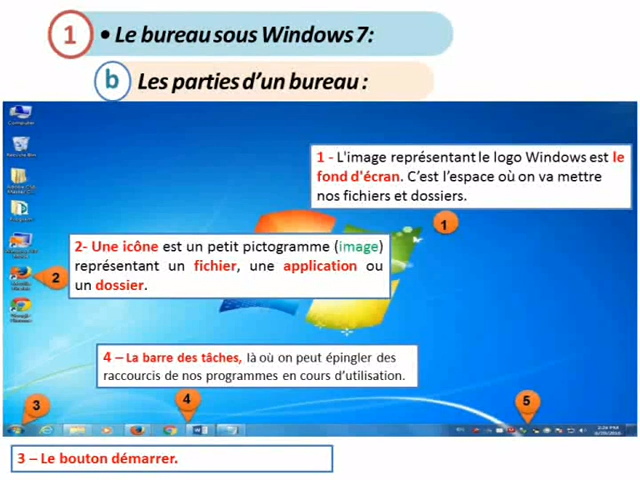 1 • Le bureau sous Windows 7:
b Les parties d'un bureau :
1 - L'image représentant le logo Windows est le
fond d'écran. C'est l'espace où on va mettre
nos fichiers et dossiers.
1
2- Une icône est un petit pictogramme (image)
représentant un fichier, une application ou
un dossier.
2
4 – La barre des tâches, là où on peut épingler des
raccourcis de nos programmes en cours d'utilisation.
3
4
5
3 – Le bouton démarrer.